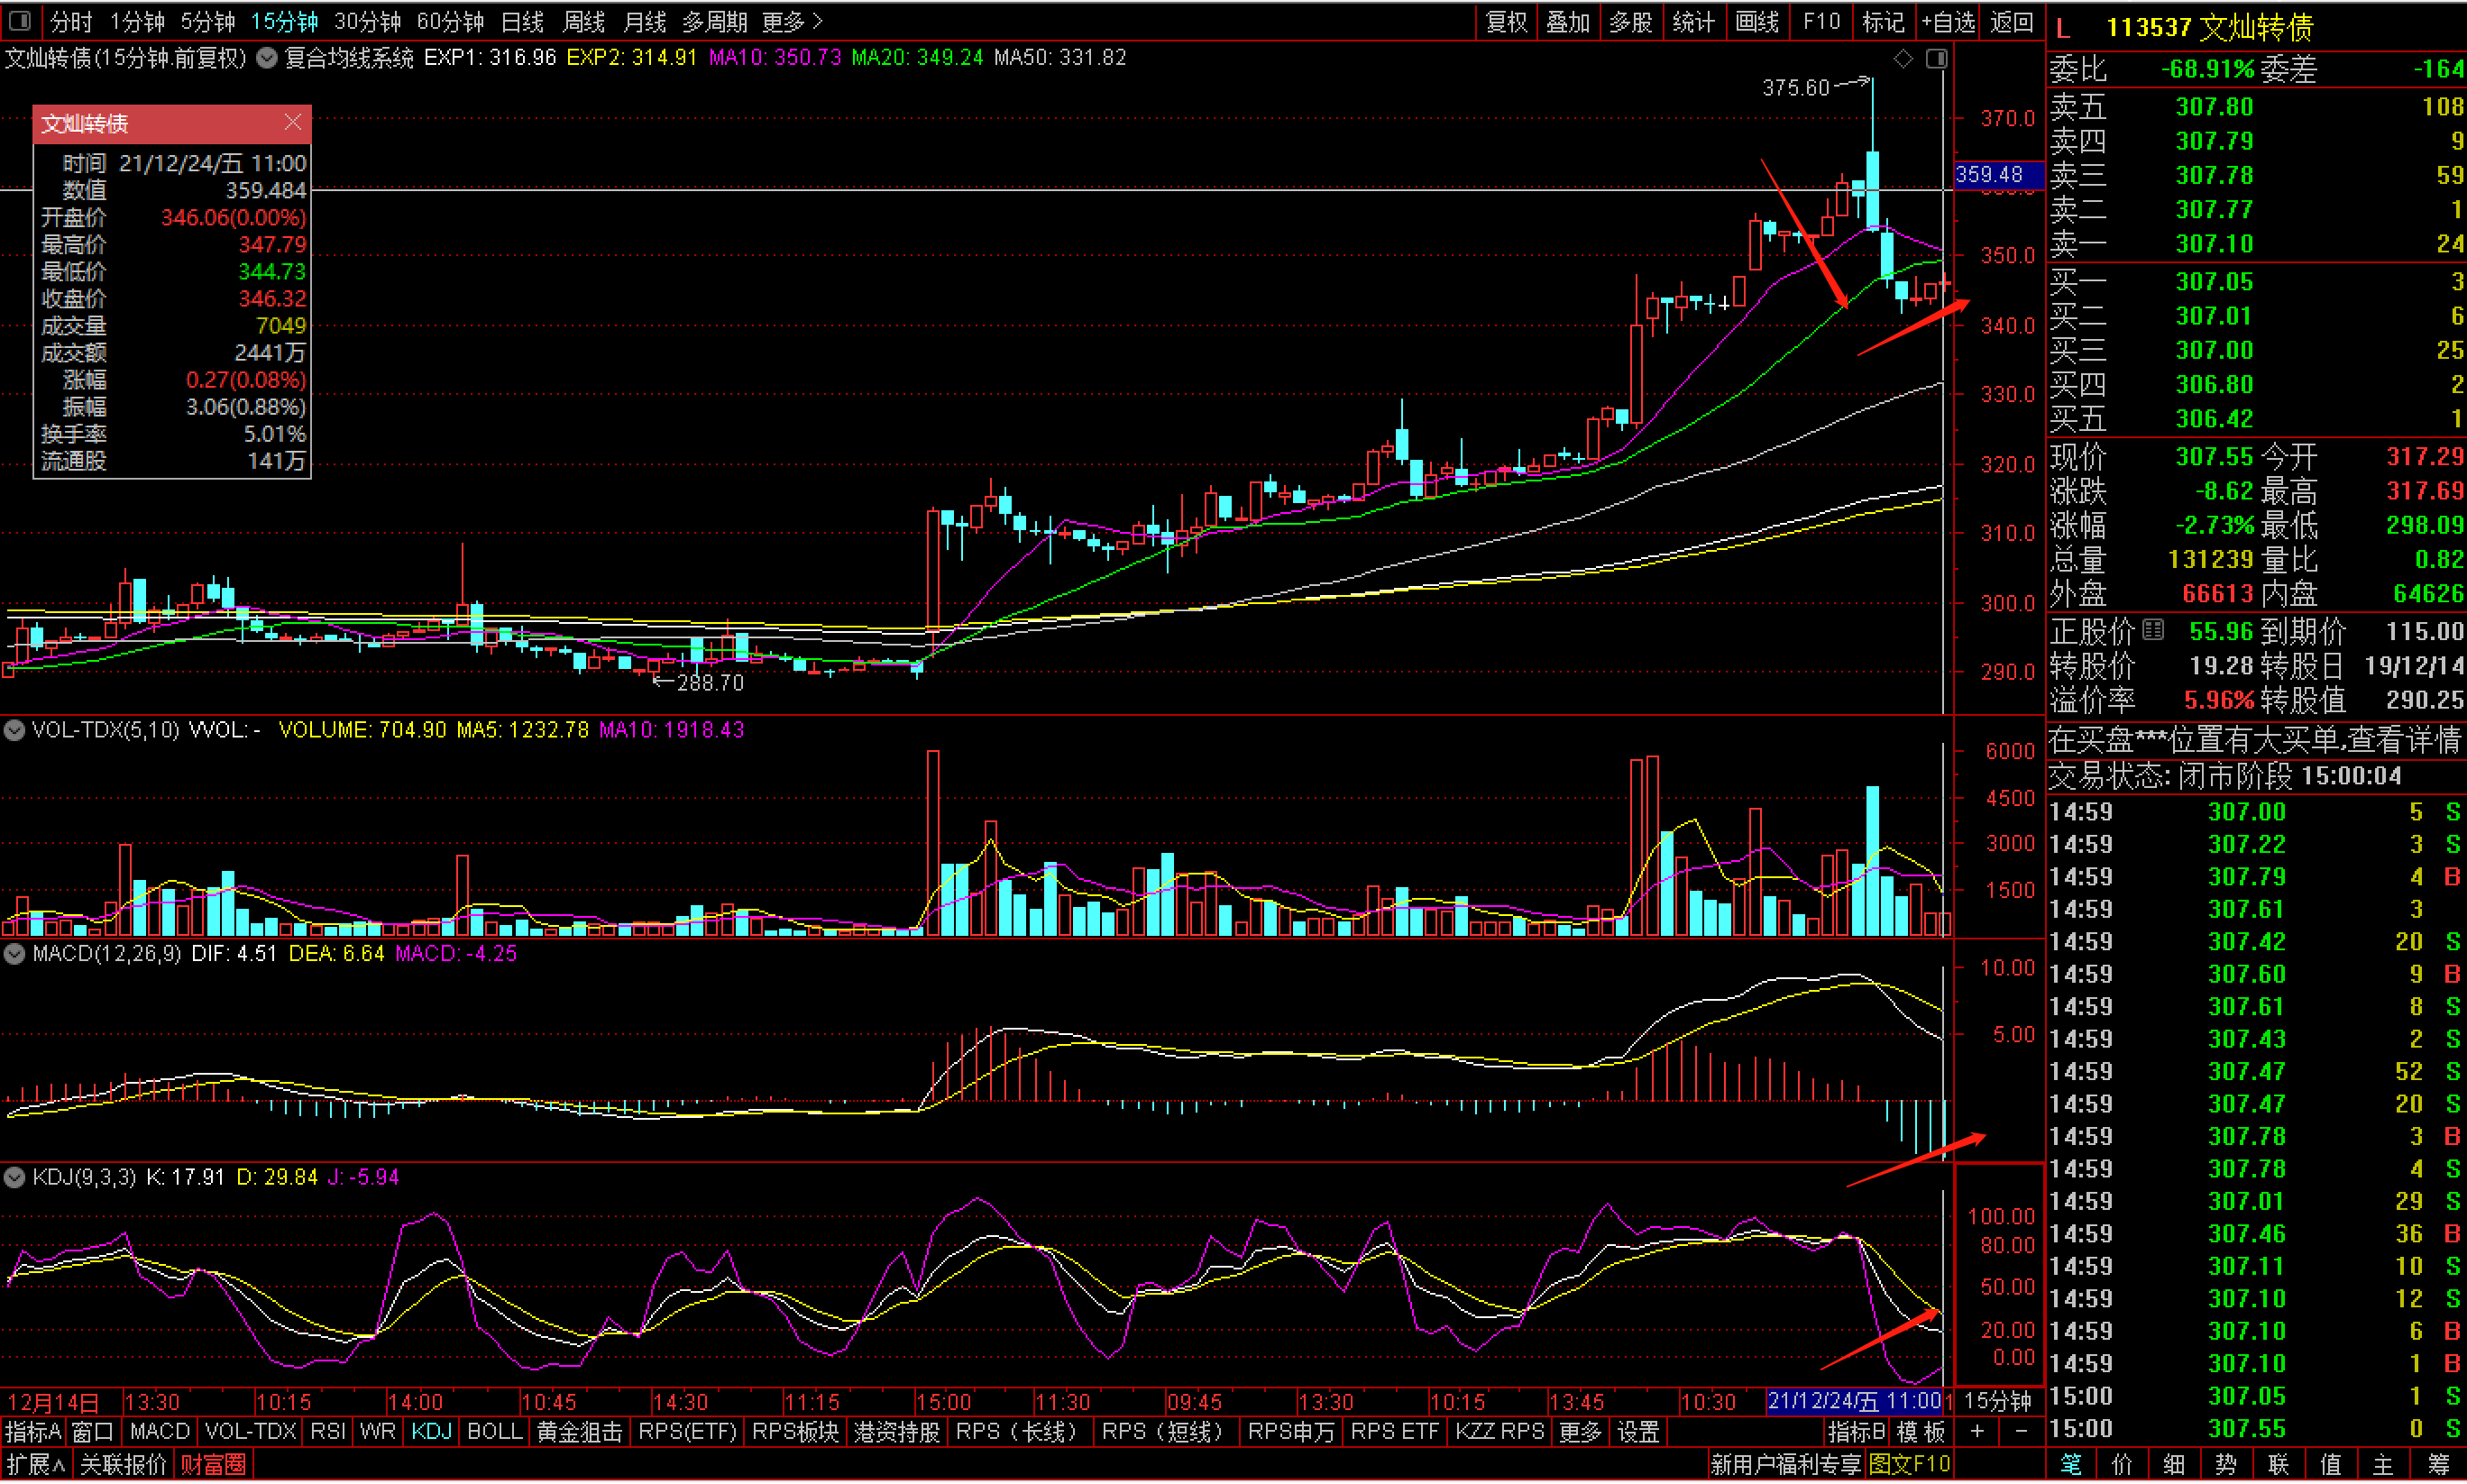 分时 1分钟 5分钟 15分钟 30分钟 60分钟 日线 周线 月线 多周期 更多 >
复权 叠加 多股 统计 画线 F10 标记 +自选 返回
L 113537 文灿转债
文灿转债(15分钟.前复权) 复合均线系统 EXP1: 316.96 EXP2: 314.91 MA10: 350.73 MA20: 349.24 MA50: 331.82
文灿转债
时间 21/12/24/五 11:00
数值 359.484
开盘价 346.06(0.00%)
最高价 347.79
最低价 344.73
收盘价 346.32
成交量 7049
成交额 2441万
涨幅 0.27(0.08%)
振幅 3.06(0.88%)
换手率 5.01%
流通股 141万
375.60
288.70
370.0
359.48
350.0
340.0
330.0
320.0
310.0
300.0
290.0
VOL-TDX(5,10) VVOL: - VOLUME: 704.90 MA5: 1232.78 MA10: 1918.43
6000
4500
3000
1500
MACD(12,26,9) DIF: 4.51 DEA: 6.64 MACD: -4.25
10.00
5.00
KDJ(9,3,3) K: 17.91 D: 29.84 J: -5.94
100.00
80.00
50.00
20.00
0.00
12月14日 13:30 10:15 14:00 10:45 14:30 11:15 15:00 11:30 09:45 13:30 10:15 13:45 10:30 21/12/24/五 11:00 15分钟
指标A 窗口 MACD VOL-TDX RSI WR KDJ BOLL 黄金狙击 RPS(ETF) RPS板块 港资持股 RPS（长线） RPS（短线） RPS申万 RPS ETF KZZ RPS 更多 设置 指标B 模板 + -
扩展∧ 关联报价 财富圈 新用户福利专享 图文F10
委比 -68.91% 委差 -164
卖五 307.80 108
卖四 307.79 9
卖三 307.78 59
卖二 307.77 1
卖一 307.10 24
买一 307.05 3
买二 307.01 6
买三 307.00 25
买四 306.80 2
买五 306.42 1
现价 307.55 今开 317.29
涨跌 -8.62 最高 317.69
涨幅 -2.73% 最低 298.09
总量 131239 量比 0.82
外盘 66613 内盘 64626
正股价 55.96 到期价 115.00
转股价 19.28 转股日 19/12/14
溢价率 5.96% 转股值 290.25
在买盘***位置有大买单,查看详情
交易状态: 闭市阶段 15:00:04
14:59 307.00 5 S
14:59 307.22 3 S
14:59 307.79 4 B
14:59 307.61 3
14:59 307.42 20 S
14:59 307.60 9 B
14:59 307.61 8 S
14:59 307.43 2 S
14:59 307.47 52 S
14:59 307.47 20 S
14:59 307.78 3 B
14:59 307.78 4 S
14:59 307.01 29 S
14:59 307.46 36 B
14:59 307.11 10 S
14:59 307.10 12 S
14:59 307.10 6 B
14:59 307.10 1 B
15:00 307.05 1 S
15:00 307.55 0 S
笔 价 细 势 联 值 主 筹